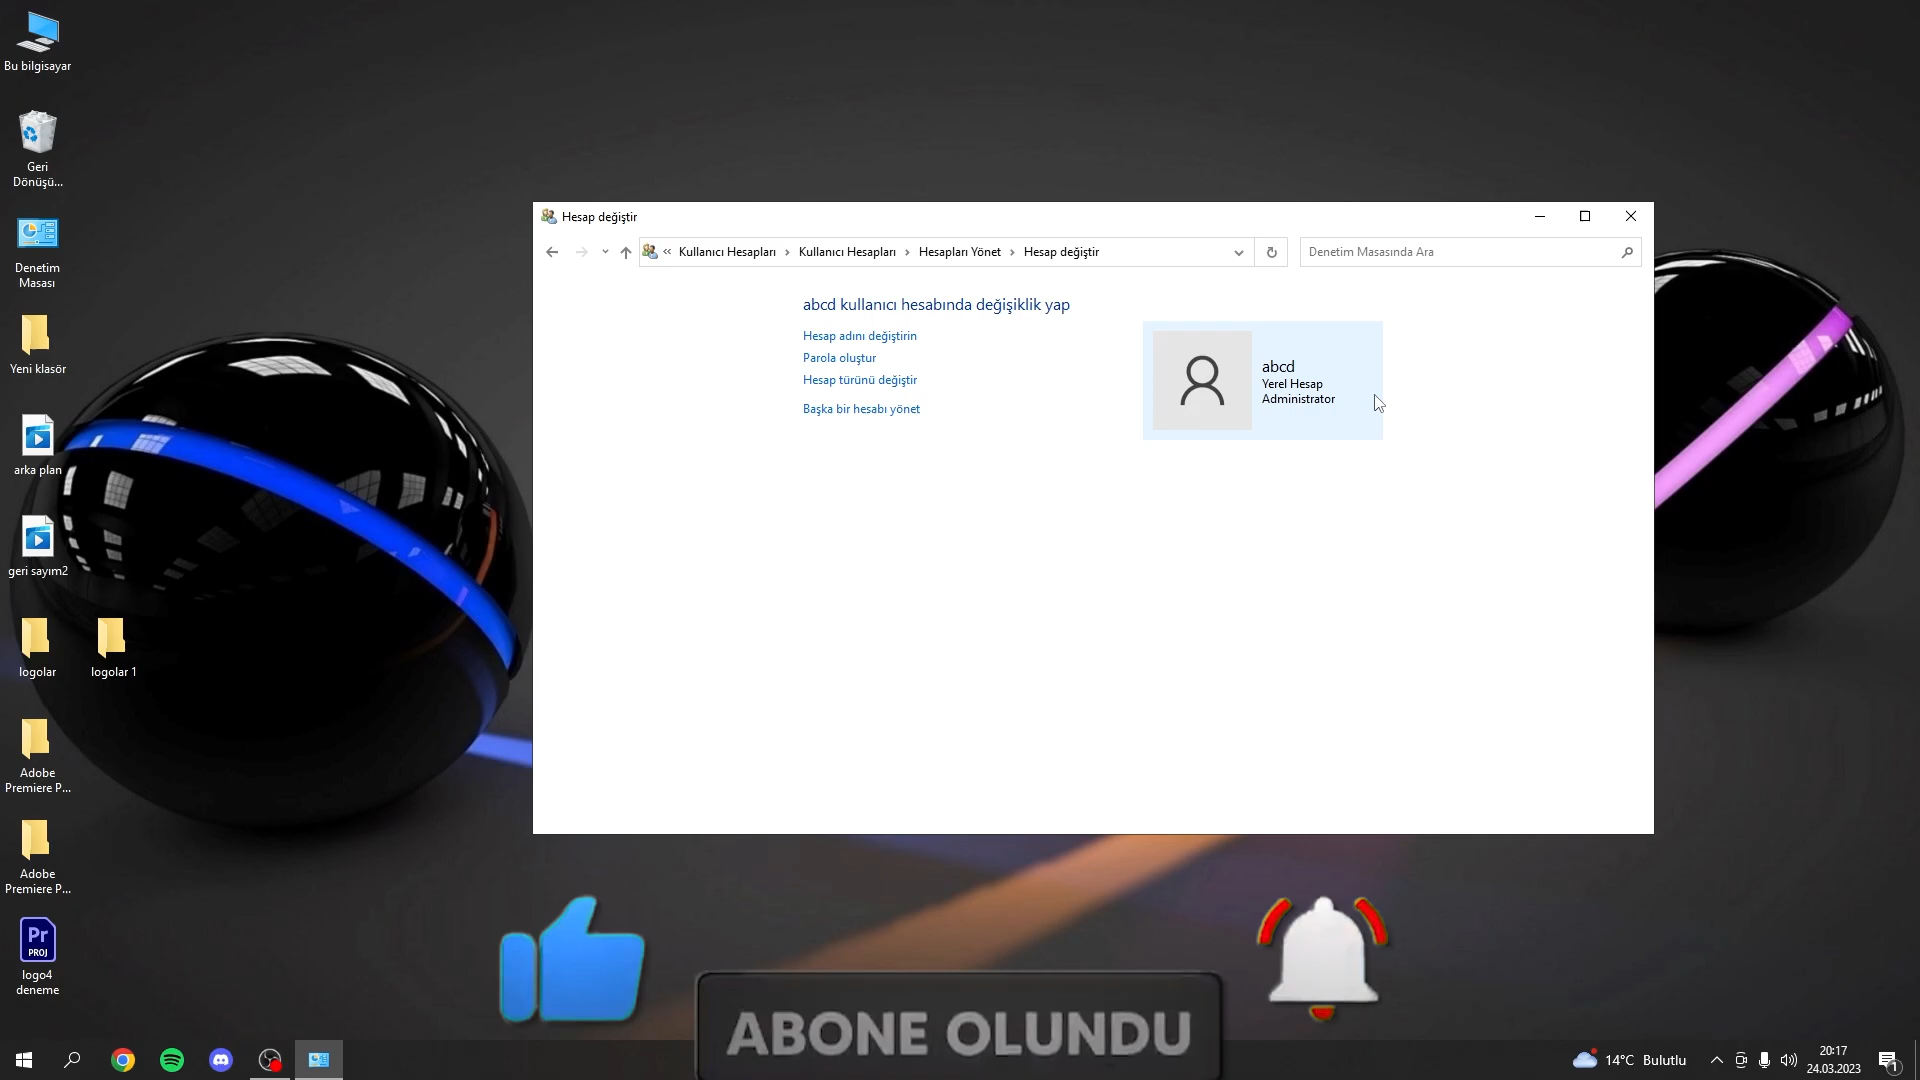 Bu bilgisayar
Geri
Dönüşü...
Denetim
Masası
Yeni klasör
arka plan
geri sayım2
logolar
logolar 1
Adobe
Premiere P...
Adobe
Premiere P...
Pr
PROJ
logo4
deneme
Hesap değiştir
« Kullanıcı Hesapları › Kullanıcı Hesapları › Hesapları Yönet › Hesap değiştir
Denetim Masasında Ara
abcd kullanıcı hesabında değişiklik yap
Hesap adını değiştirin
Parola oluştur
Hesap türünü değiştir
Başka bir hesabı yönet
abcd
Yerel Hesap
Administrator
ABONE OLUNDU
14°C Bulutlu
20:17
24.03.2023
1